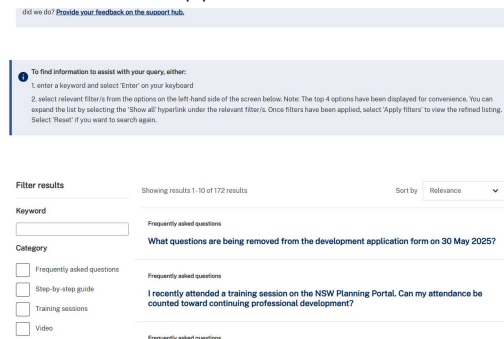 did we do? Provide your feedback on the support hub.
To find information to assist with your query, either:
1. enter a keyword and select 'Enter' on your keyboard
2. select relevant filter/s from the options on the left-hand side of the screen below. Note: The top 4 options have been displayed for convenience. You can
expand the list by selecting the 'Show all' hyperlink under the relevant filter/s. Once filters have been applied, select 'Apply filters' to view the refined listing.
Select 'Reset' if you want to search again.
Filter results
Showing results 1-10 of 172 results
Sort by Relevance
Keyword
Frequently asked questions
What questions are being removed from the development application form on 30 May 2025?
Category
Frequently asked questions
Step-by-step guide
Training sessions
Video
Frequently asked questions
I recently attended a training session on the NSW Planning Portal. Can my attendance be
counted toward continuing professional development?
Frequently asked questions